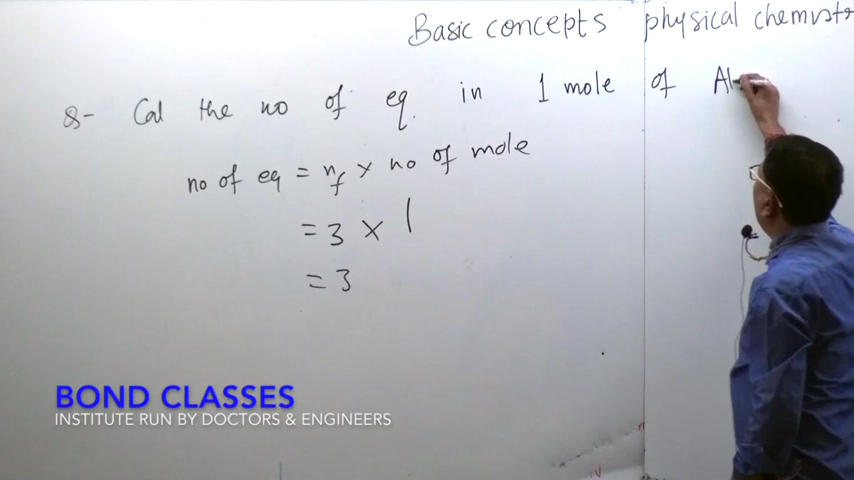 Basic concepts physical chemistr
Q- Cal the no of eq. in 1 mole of Al
no of eq = nf × no of mole
= 3 × 1
= 3
BOND CLASSES
INSTITUTE RUN BY DOCTORS & ENGINEERS